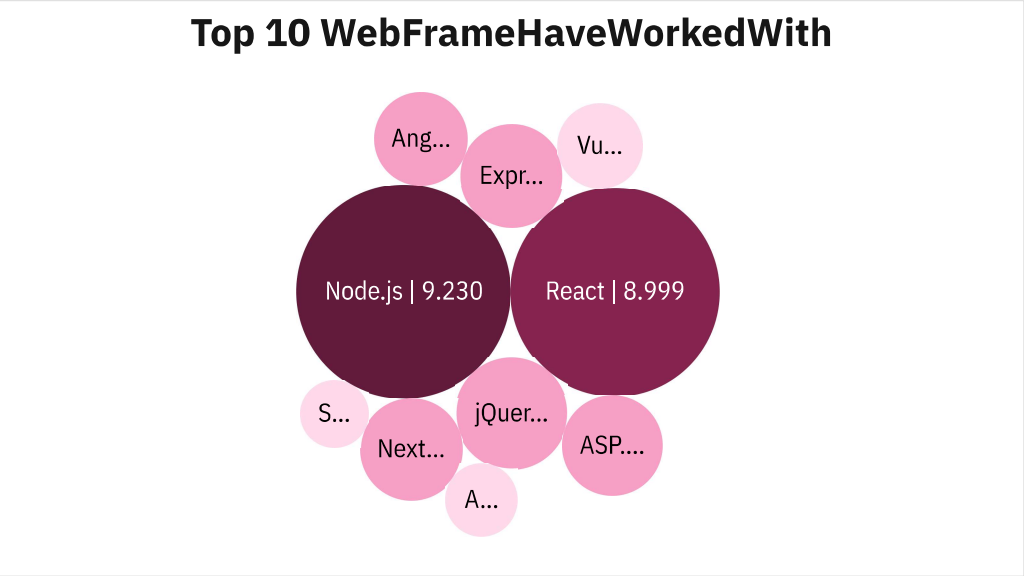 Top 10 WebFrameHaveWorkedWith
Ang...
Expr...
Vu...
Node.js | 9.230
React | 8.999
S...
Next...
jQuer...
ASP....
A...